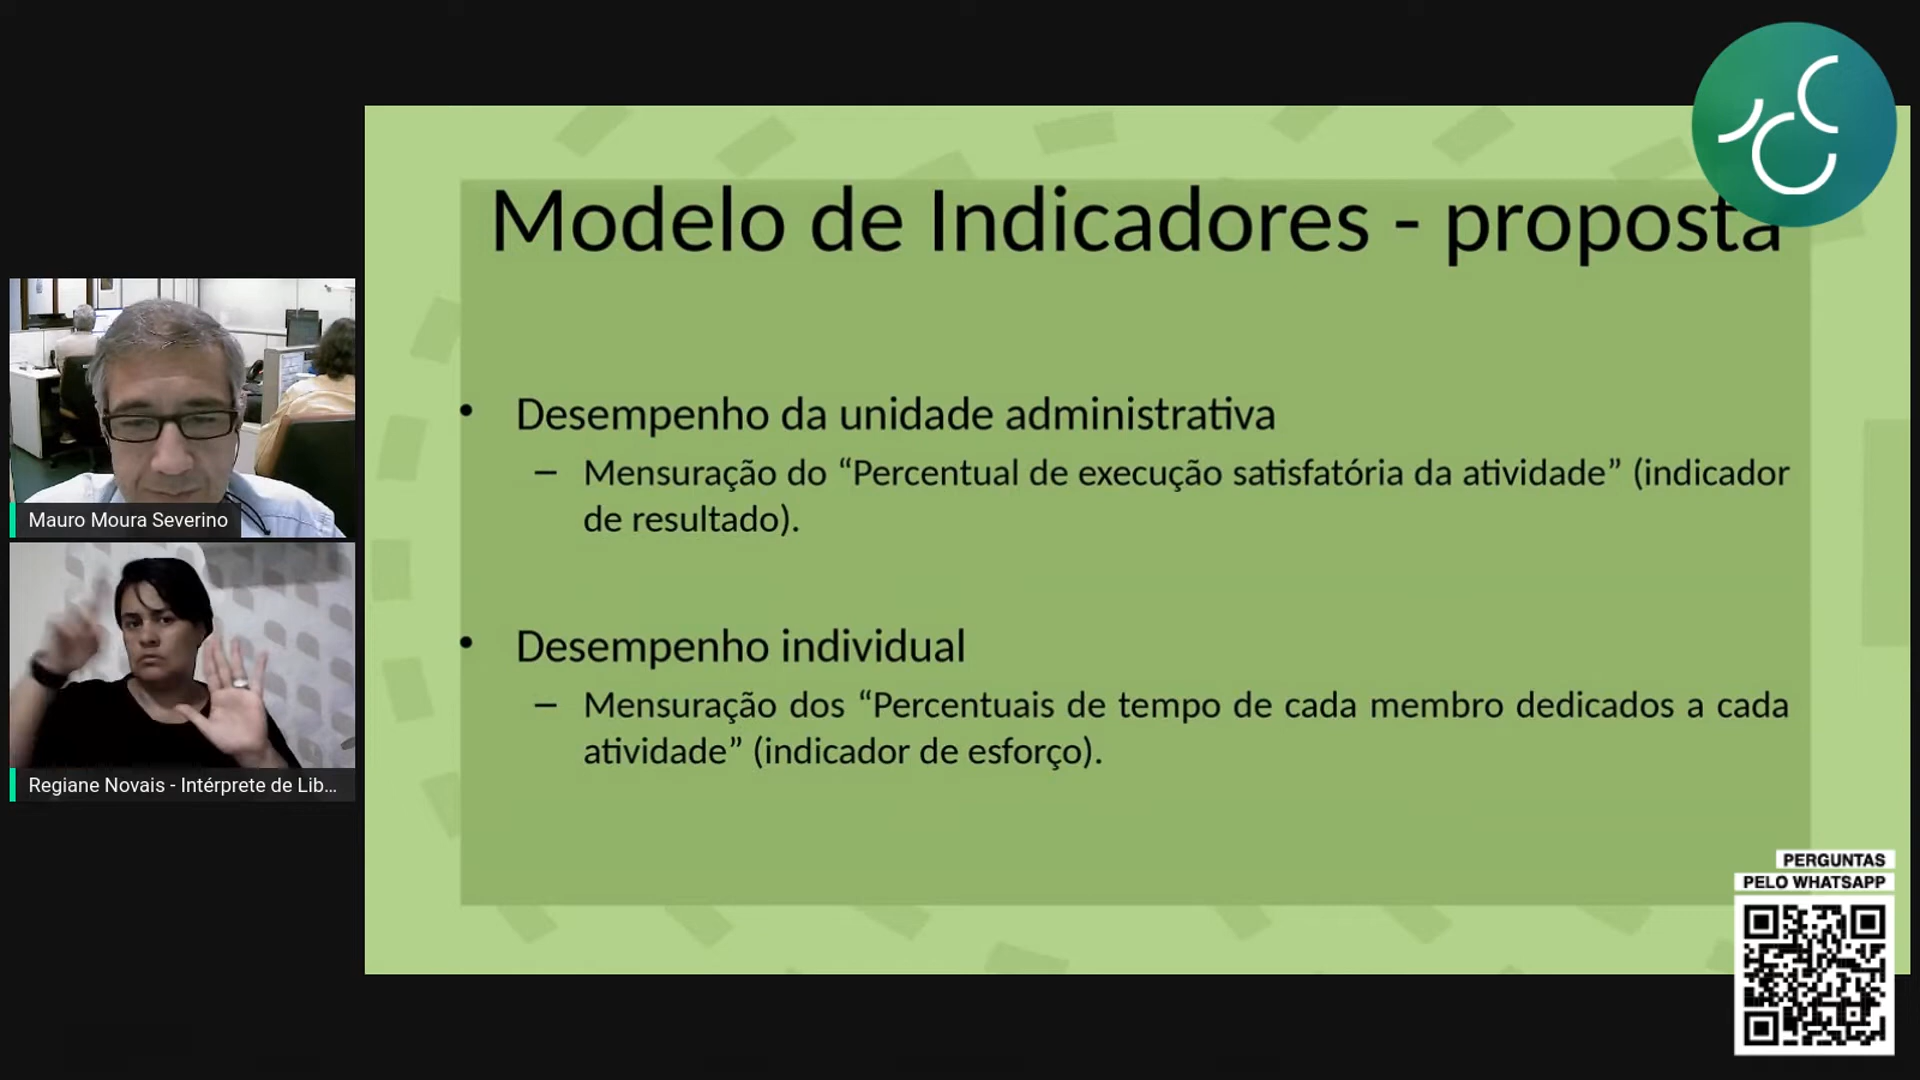 Modelo de Indicadores - proposta
• Desempenho da unidade administrativa
– Mensuração do “Percentual de execução satisfatória da atividade” (indicador
de resultado).
• Desempenho individual
– Mensuração dos “Percentuais de tempo de cada membro dedicados a cada
atividade” (indicador de esforço).
Mauro Moura Severino
Regiane Novais - Intérprete de Lib...
PERGUNTAS
PELO WHATSAPP